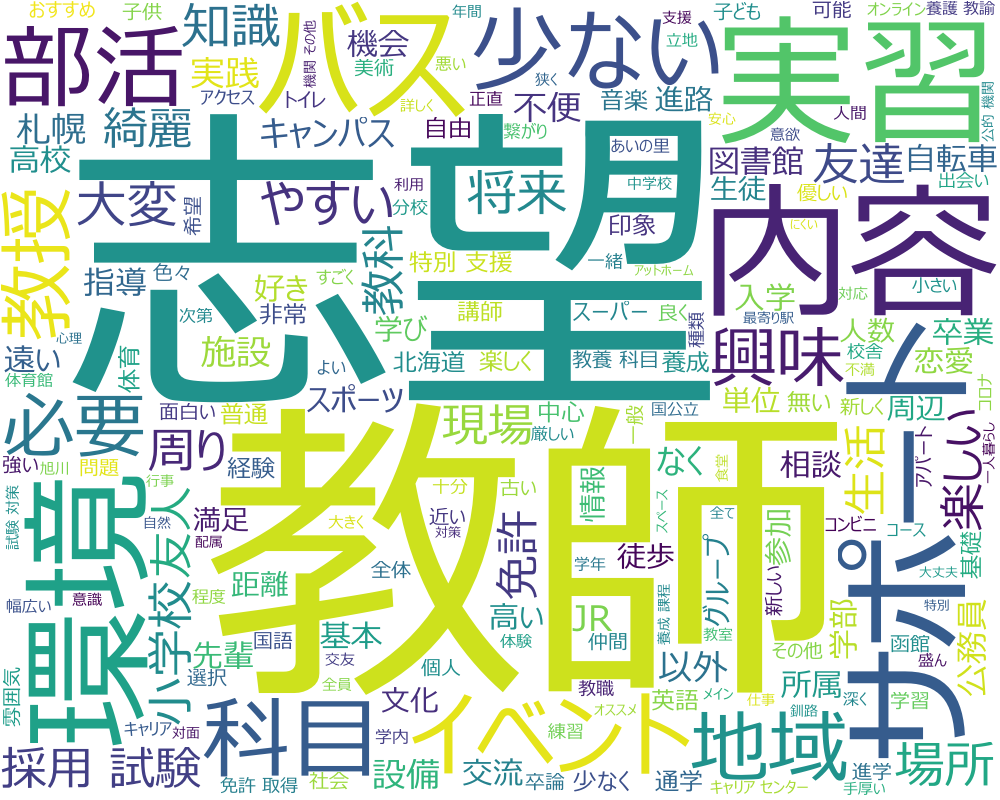 おすすめ
子供
部活
知識
バス
機会
機関 その他
年間
少ない
支援
立地
子ども
可能
オンライン
養護 教諭
実習
実践
美術
悪い
狭く
アクセス
トイレ
詳しく
正直
不便
音楽
進路
人間
公的 機関
札幌
綺麗
キャンパス
自由
繋がり
安心
意欲
高校
志望
将来
あいの里
図書館
友達
自転車
教授
大変
やすい
利用
分校
希望
中学校
生徒
優しい
出会い
印象
内容
にくい
指導
色々
好き
すごく
教科
特別 支援
一緒
アットホーム
小さい
遠い
次第
非常
講師
スーパー
良く
入学
対応
心理
施設
学び
種類
興味
最寄り駅
人数
卒業
体育館
体育
よい
北海道
楽しく
教養 科目
養成
校舎
恋愛
不満
コロナ
必要
面白い
普通
スポーツ
現場
中心
国公立
単位
無い
新しく
周辺
サポート
強い
旭川
問題
周り
経験
厳しい
一般
なく
食堂
相談
生活
楽しい
アパート
一人暮らし
試験 対策
行事
環境
自然
友人
満足
教師
十分
古い
情報
スペース
全て
コンビニ
コース
大きく
近い
対策
免許
徒歩
参加
基礎
大丈夫
配属
小学校
距離
全体
学年
グループ
新しい
幅広い
意識
程度
高い
JR
養成 課程
教室
学部
特別
国語
基本
体験
仲間
その他
函館
盛ん
雰囲気
先輩
選択
交友
個人
以外
公務員
全員
文化
教職
英語
メイン
仕事
所属
深く
学習
キャリア
対面
科目
学内
イベント
オススメ
練習
地域
釧路
場所
採用 試験
免許 取得
社会
設備
交流
卒論
少なく
通学
キャリア センター
進学
手厚い